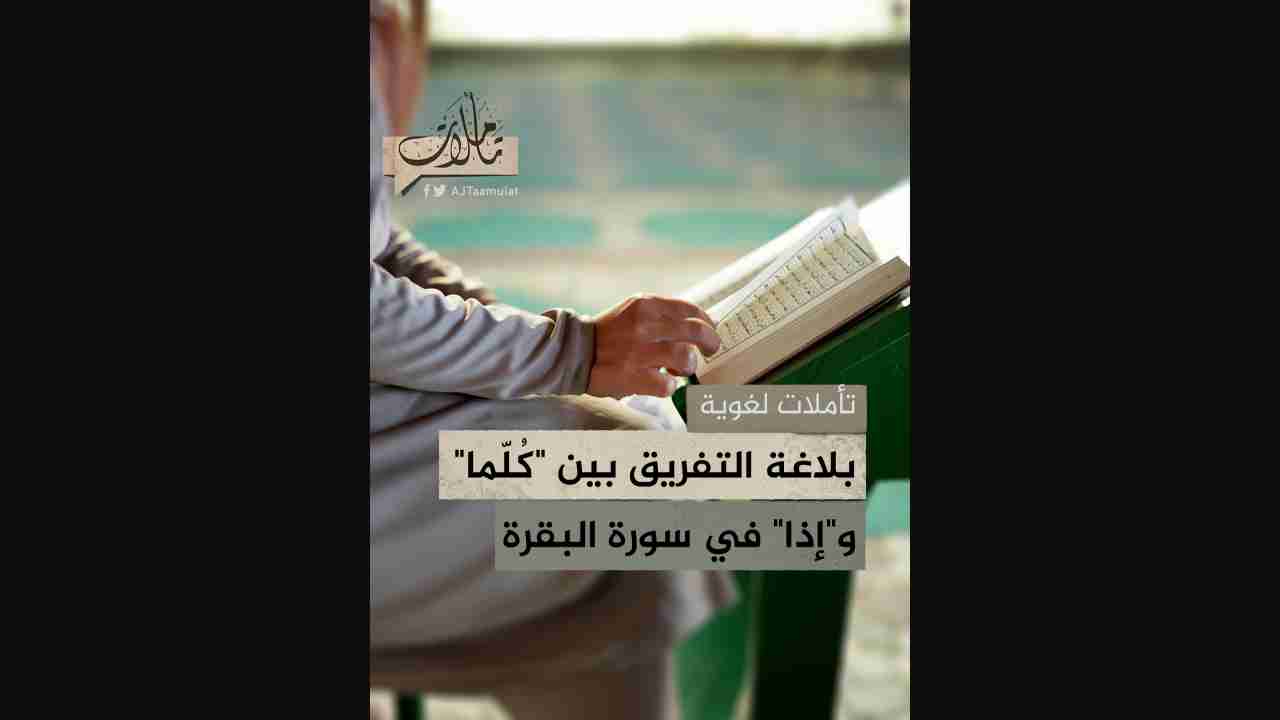 تأملات
AJTaamulat
تأملات لغوية
بلاغة التفريق بين "كُلّما"
و"إذا" في سورة البقرة